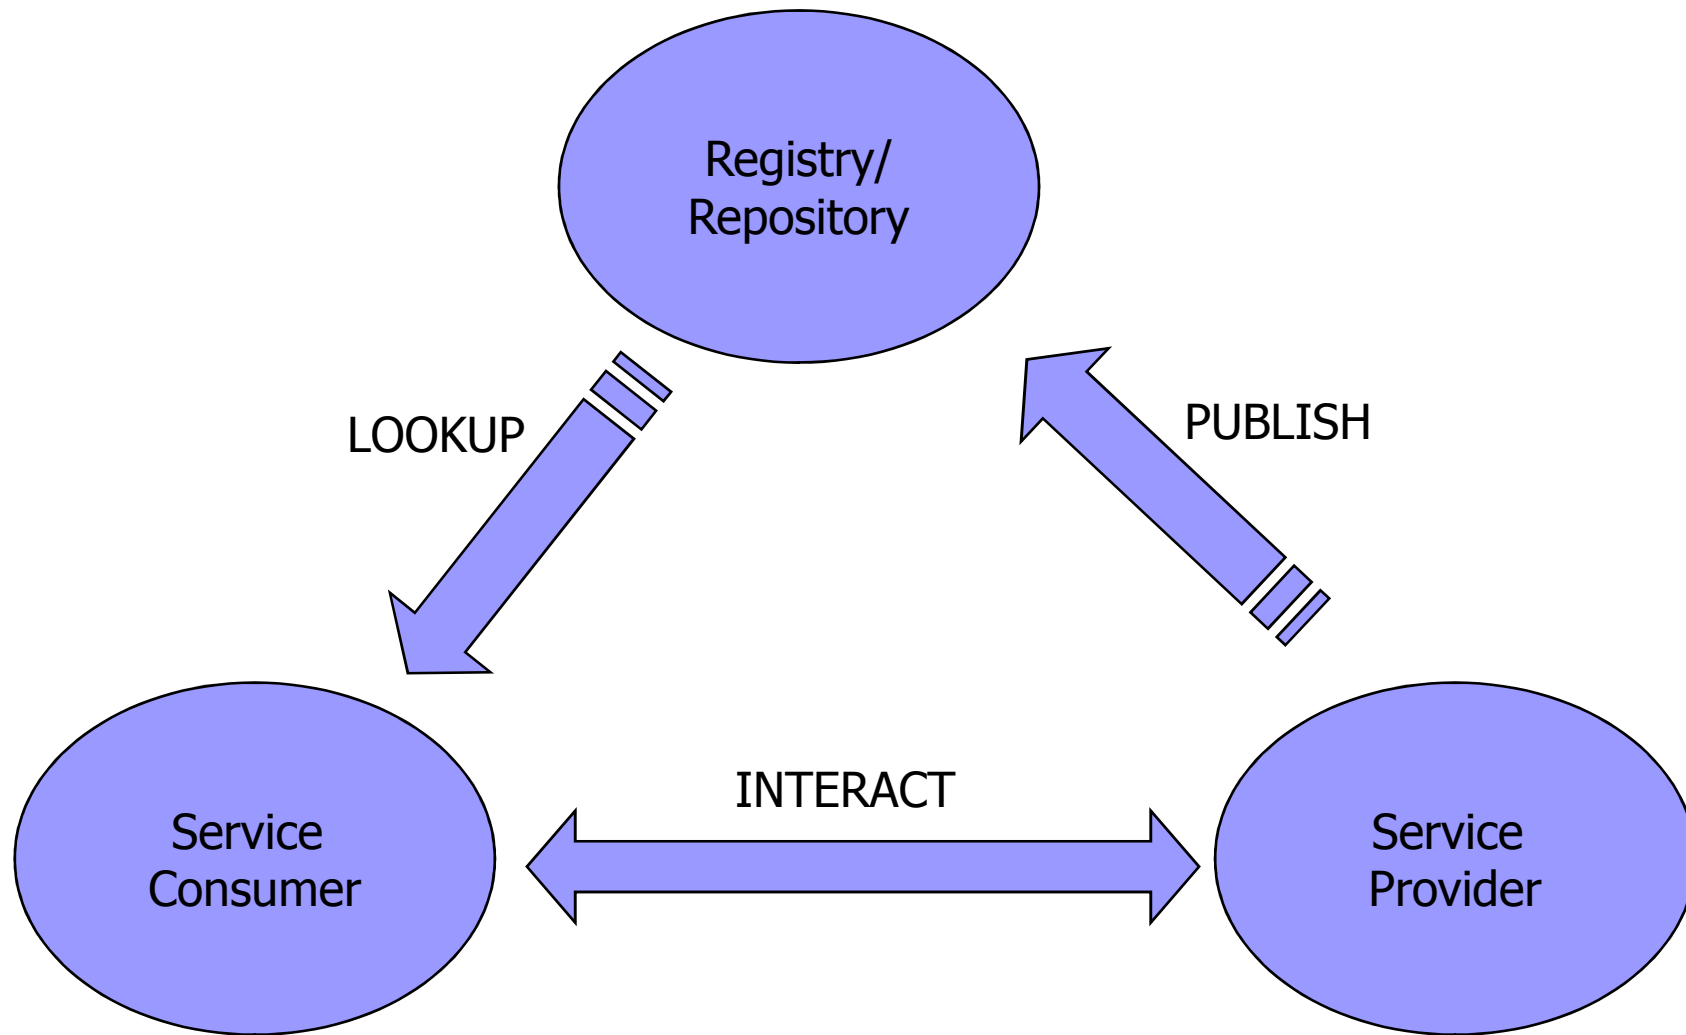 Registry/
Repository
LOOKUP
PUBLISH
INTERACT
Service
Consumer
Service
Provider